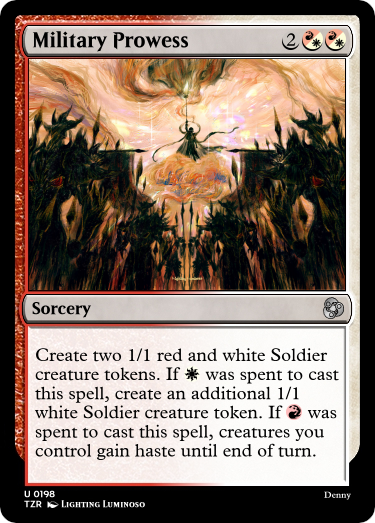 Military Prowess 2
Sorcery
Create two 1/1 red and white Soldier
creature tokens. If was spent to cast
this spell, create an additional 1/1
white Soldier creature token. If was
spent to cast this spell, creatures you
control gain haste until end of turn.
U 0198 Denny
TZR Lighting Luminoso